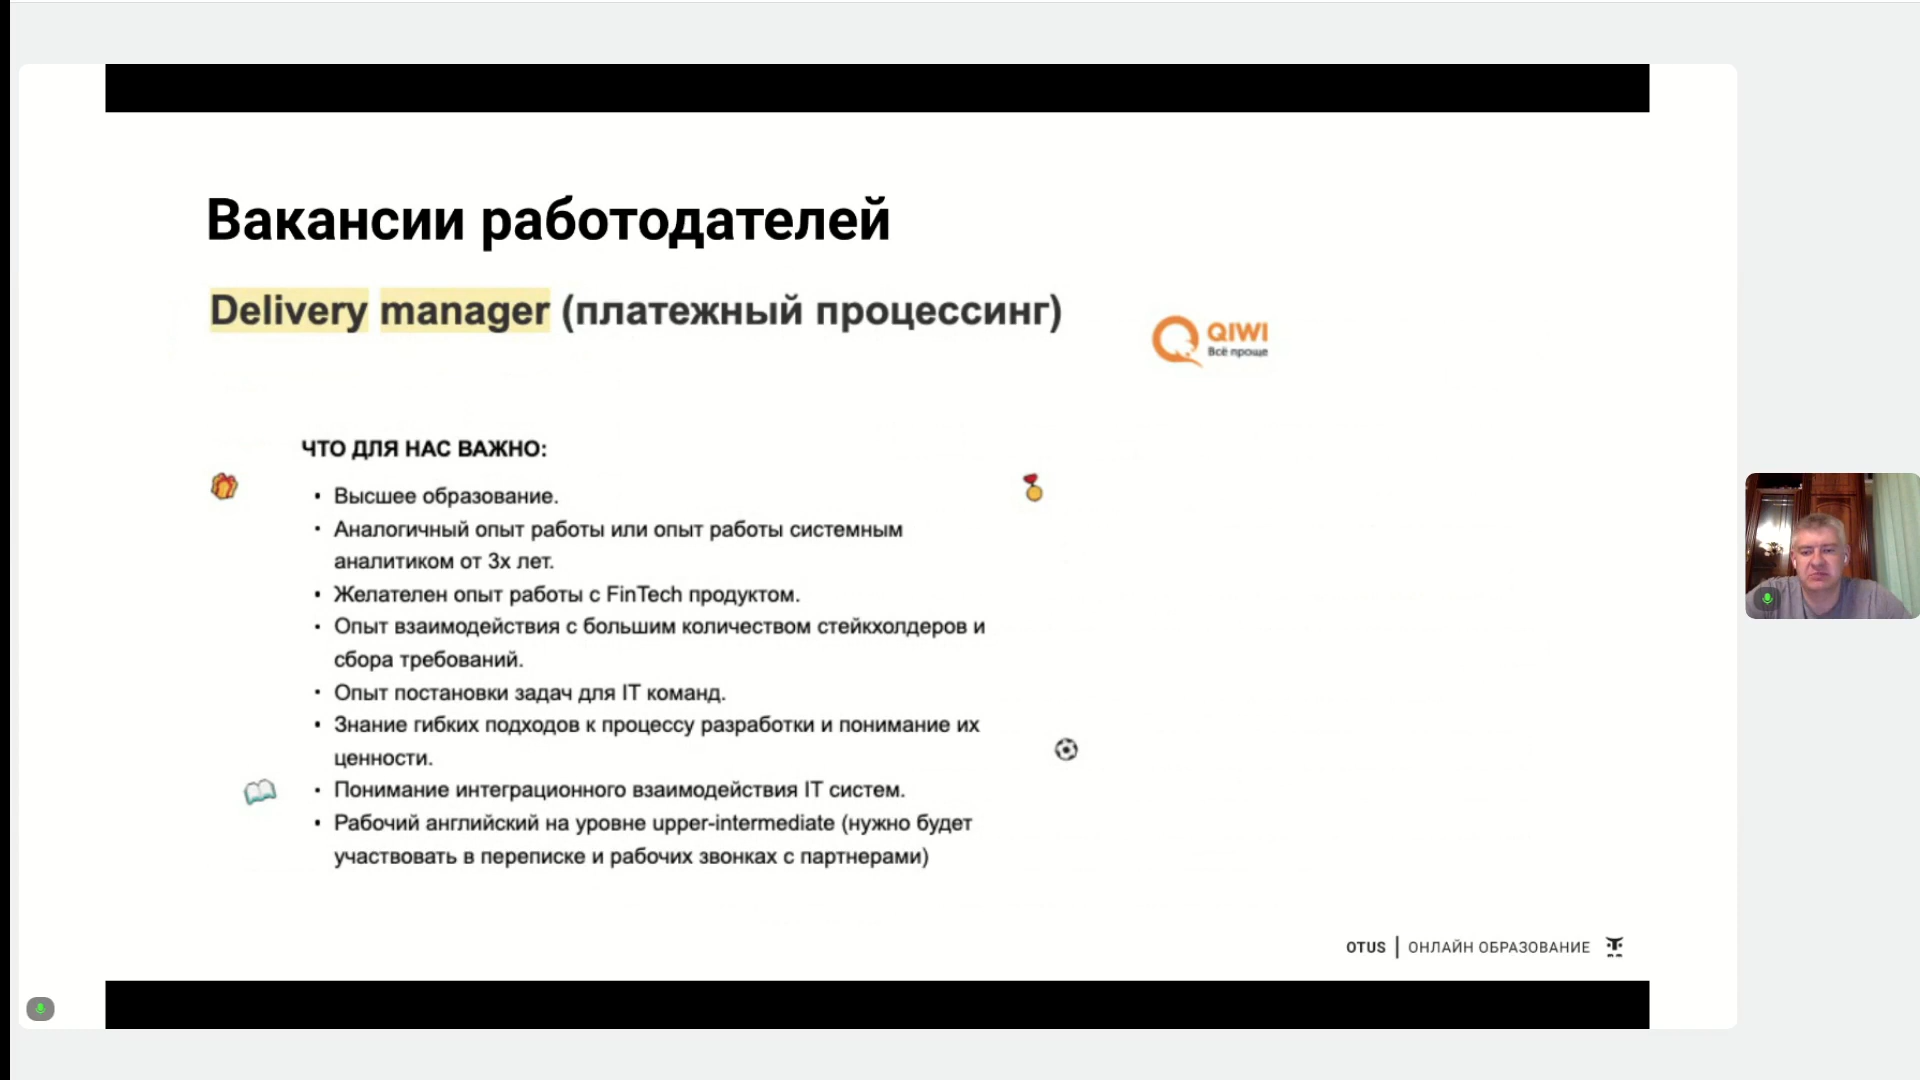 Вакансии работодателей
Delivery manager (платежный процессинг)
QIWI
Всё проще
ЧТО ДЛЯ НАС ВАЖНО:
• Высшее образование.
• Аналогичный опыт работы или опыт работы системным
аналитиком от 3х лет.
• Желателен опыт работы с FinTech продуктом.
• Опыт взаимодействия с большим количеством стейкхолдеров и
сбора требований.
• Опыт постановки задач для IT команд.
• Знание гибких подходов к процессу разработки и понимание их
ценности.
• Понимание интеграционного взаимодействия IT систем.
• Рабочий английский на уровне upper-intermediate (нужно будет
участвовать в переписке и рабочих звонках с партнерами)
OTUS | ОНЛАЙН ОБРАЗОВАНИЕ